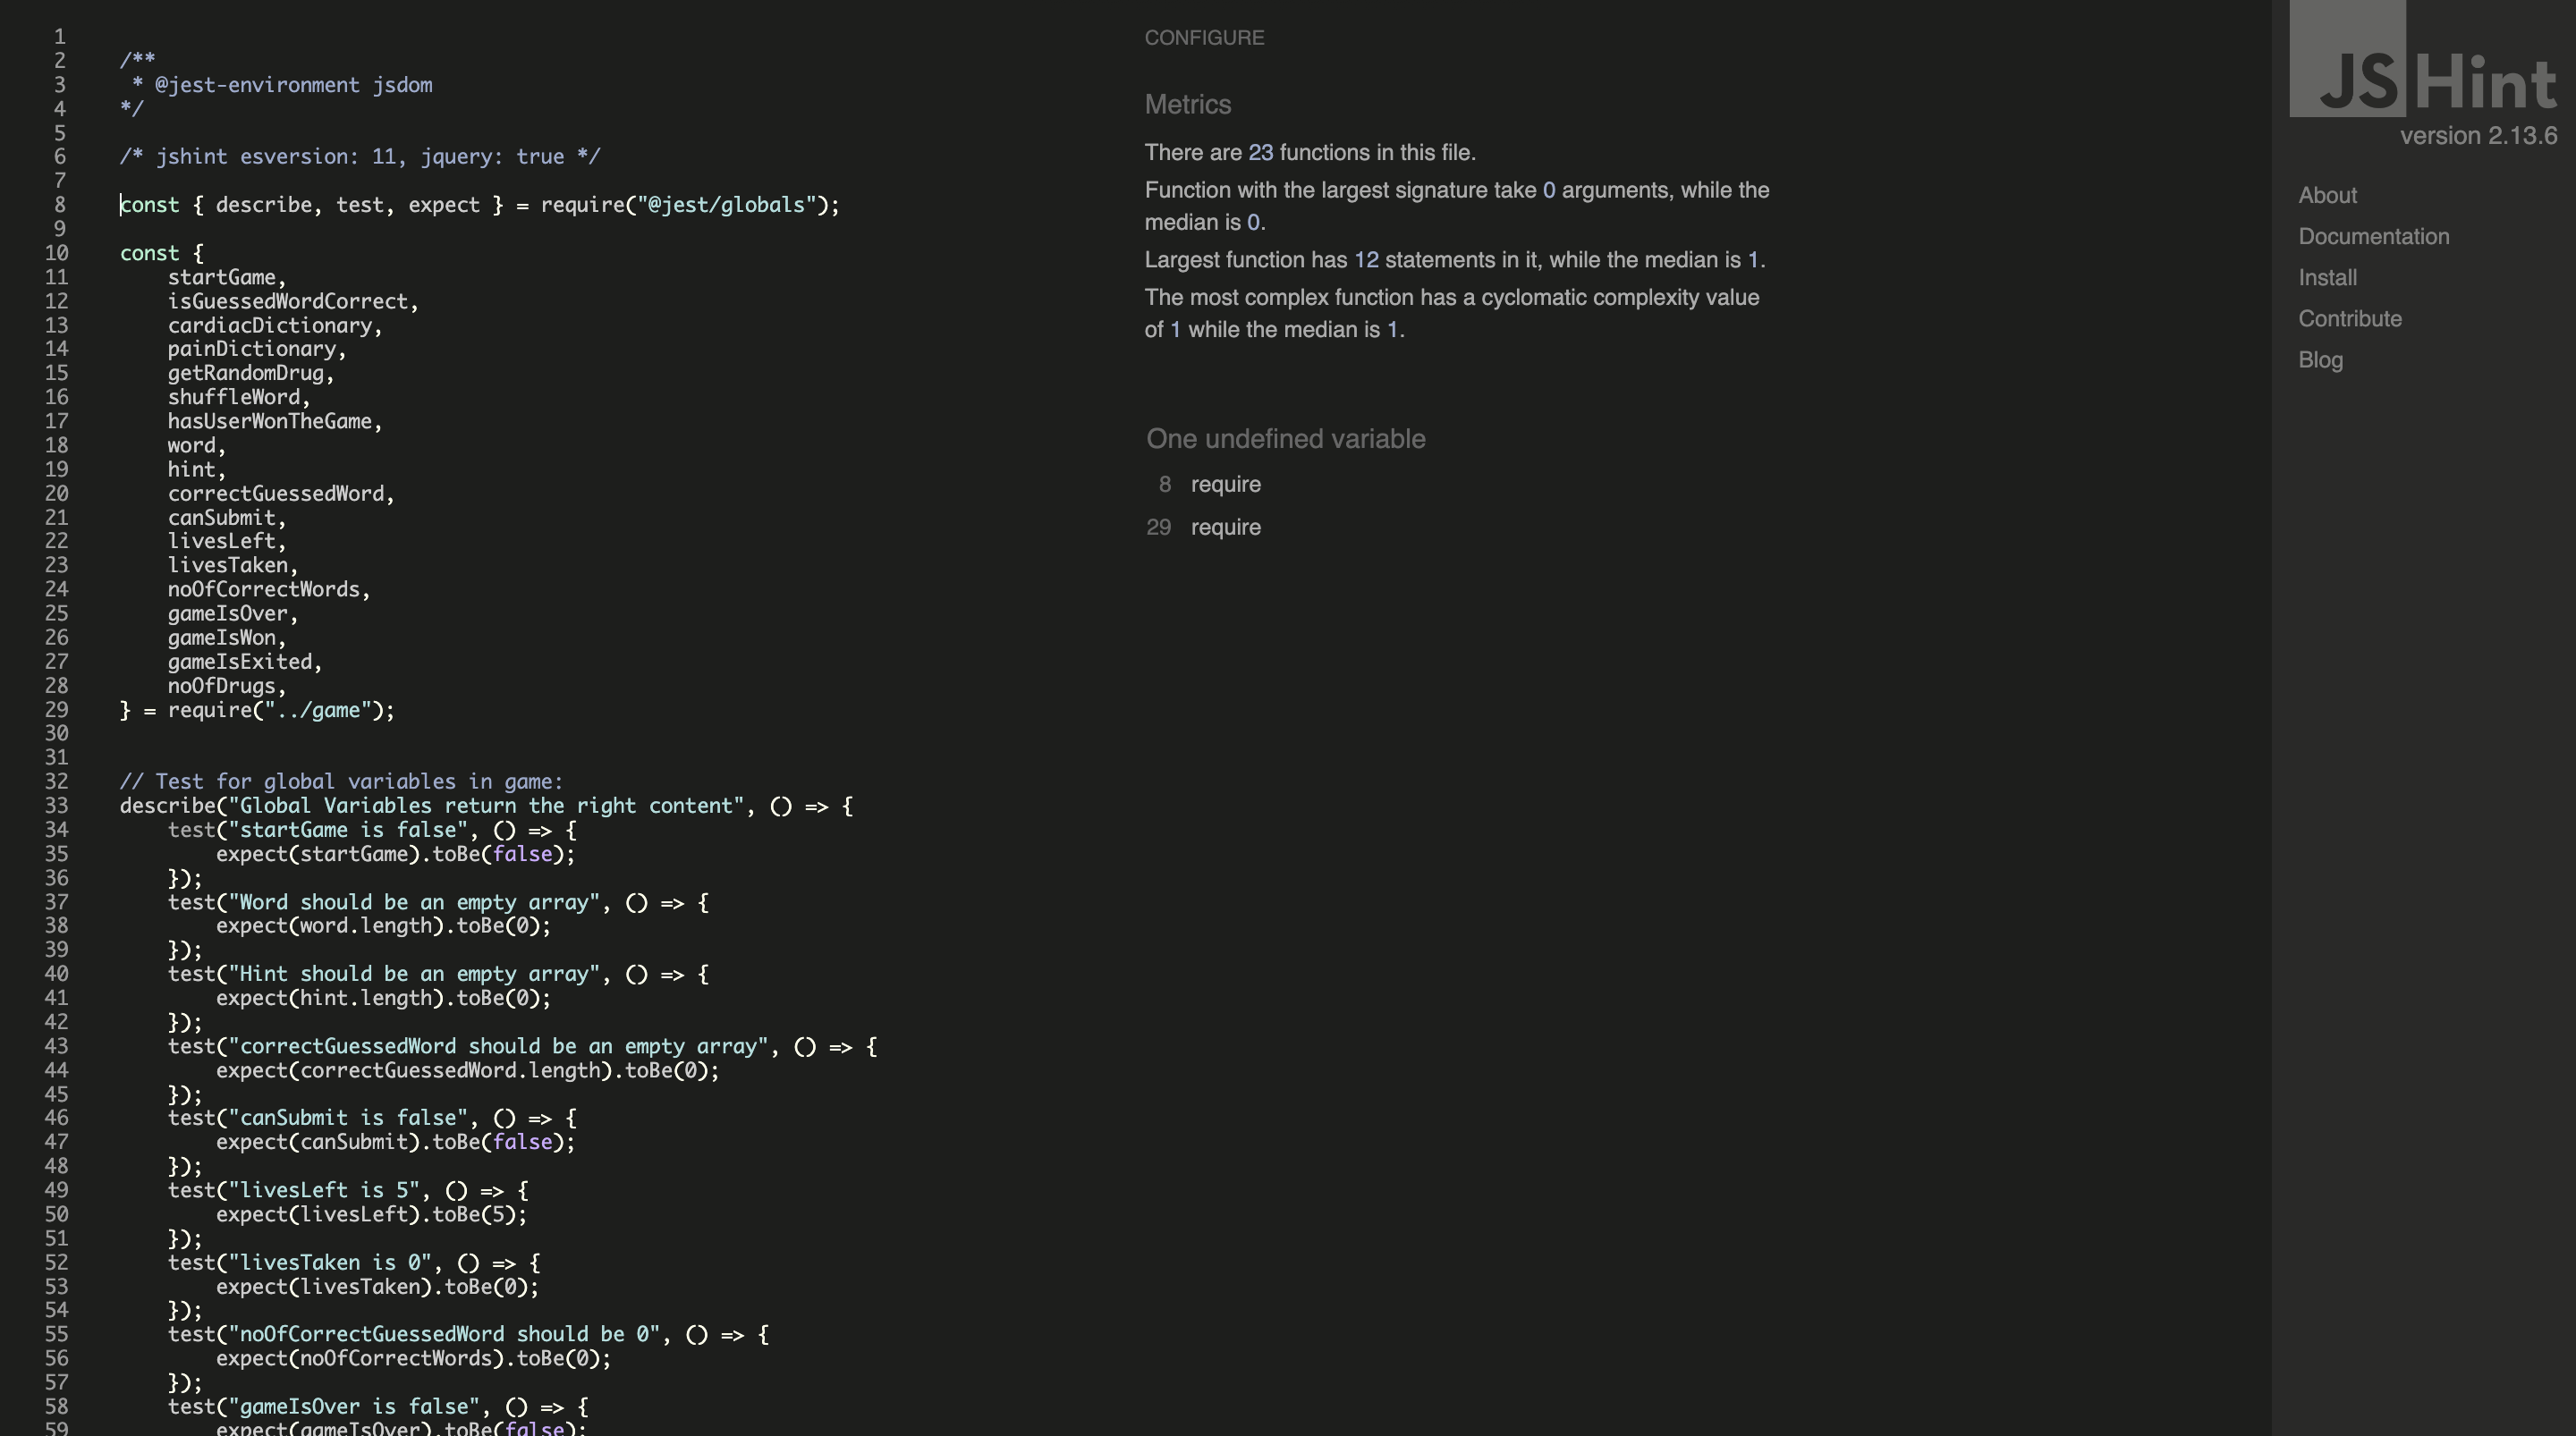 1
2 /**
3  * @jest-environment jsdom
4 */
5
6 /* jshint esversion: 11, jquery: true */
7
8 const { describe, test, expect } = require("@jest/globals");
9
10 const {
11     startGame,
12     isGuessedWordCorrect,
13     cardiacDictionary,
14     painDictionary,
15     getRandomDrug,
16     shuffleWord,
17     hasUserWonTheGame,
18     word,
19     hint,
20     correctGuessedWord,
21     canSubmit,
22     livesLeft,
23     livesTaken,
24     noOfCorrectWords,
25     gameIsOver,
26     gameIsWon,
27     gameIsExited,
28     noOfDrugs,
29 } = require("../game");
30
31
32 // Test for global variables in game:
33 describe("Global Variables return the right content", () => {
34     test("startGame is false", () => {
35         expect(startGame).toBe(false);
36     });
37     test("Word should be an empty array", () => {
38         expect(word.length).toBe(0);
39     });
40     test("Hint should be an empty array", () => {
41         expect(hint.length).toBe(0);
42     });
43     test("correctGuessedWord should be an empty array", () => {
44         expect(correctGuessedWord.length).toBe(0);
45     });
46     test("canSubmit is false", () => {
47         expect(canSubmit).toBe(false);
48     });
49     test("livesLeft is 5", () => {
50         expect(livesLeft).toBe(5);
51     });
52     test("livesTaken is 0", () => {
53         expect(livesTaken).toBe(0);
54     });
55     test("noOfCorrectGuessedWord should be 0", () => {
56         expect(noOfCorrectWords).toBe(0);
57     });
58     test("gameIsOver is false", () => {
59         expect(gameIsOver).toBe(false);
CONFIGURE
Metrics
There are 23 functions in this file.
Function with the largest signature take 0 arguments, while the
median is 0.
Largest function has 12 statements in it, while the median is 1.
The most complex function has a cyclomatic complexity value
of 1 while the median is 1.
One undefined variable
8 require
29 require
JSHint
version 2.13.6
About
Documentation
Install
Contribute
Blog